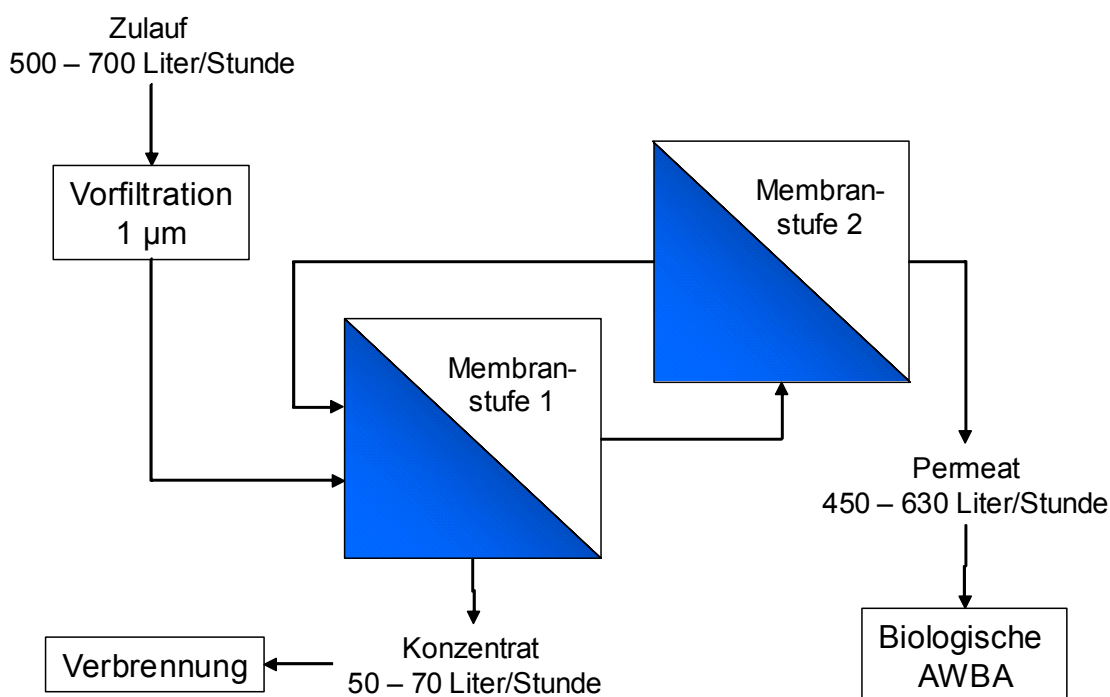 Zulauf
500 – 700 Liter/Stunde
Vorfiltration
1 µm
Membran-
stufe 2
Membran-
stufe 1
Permeat
450 – 630 Liter/Stunde
Biologische
AWBA
Konzentrat
50 – 70 Liter/Stunde
Verbrennung